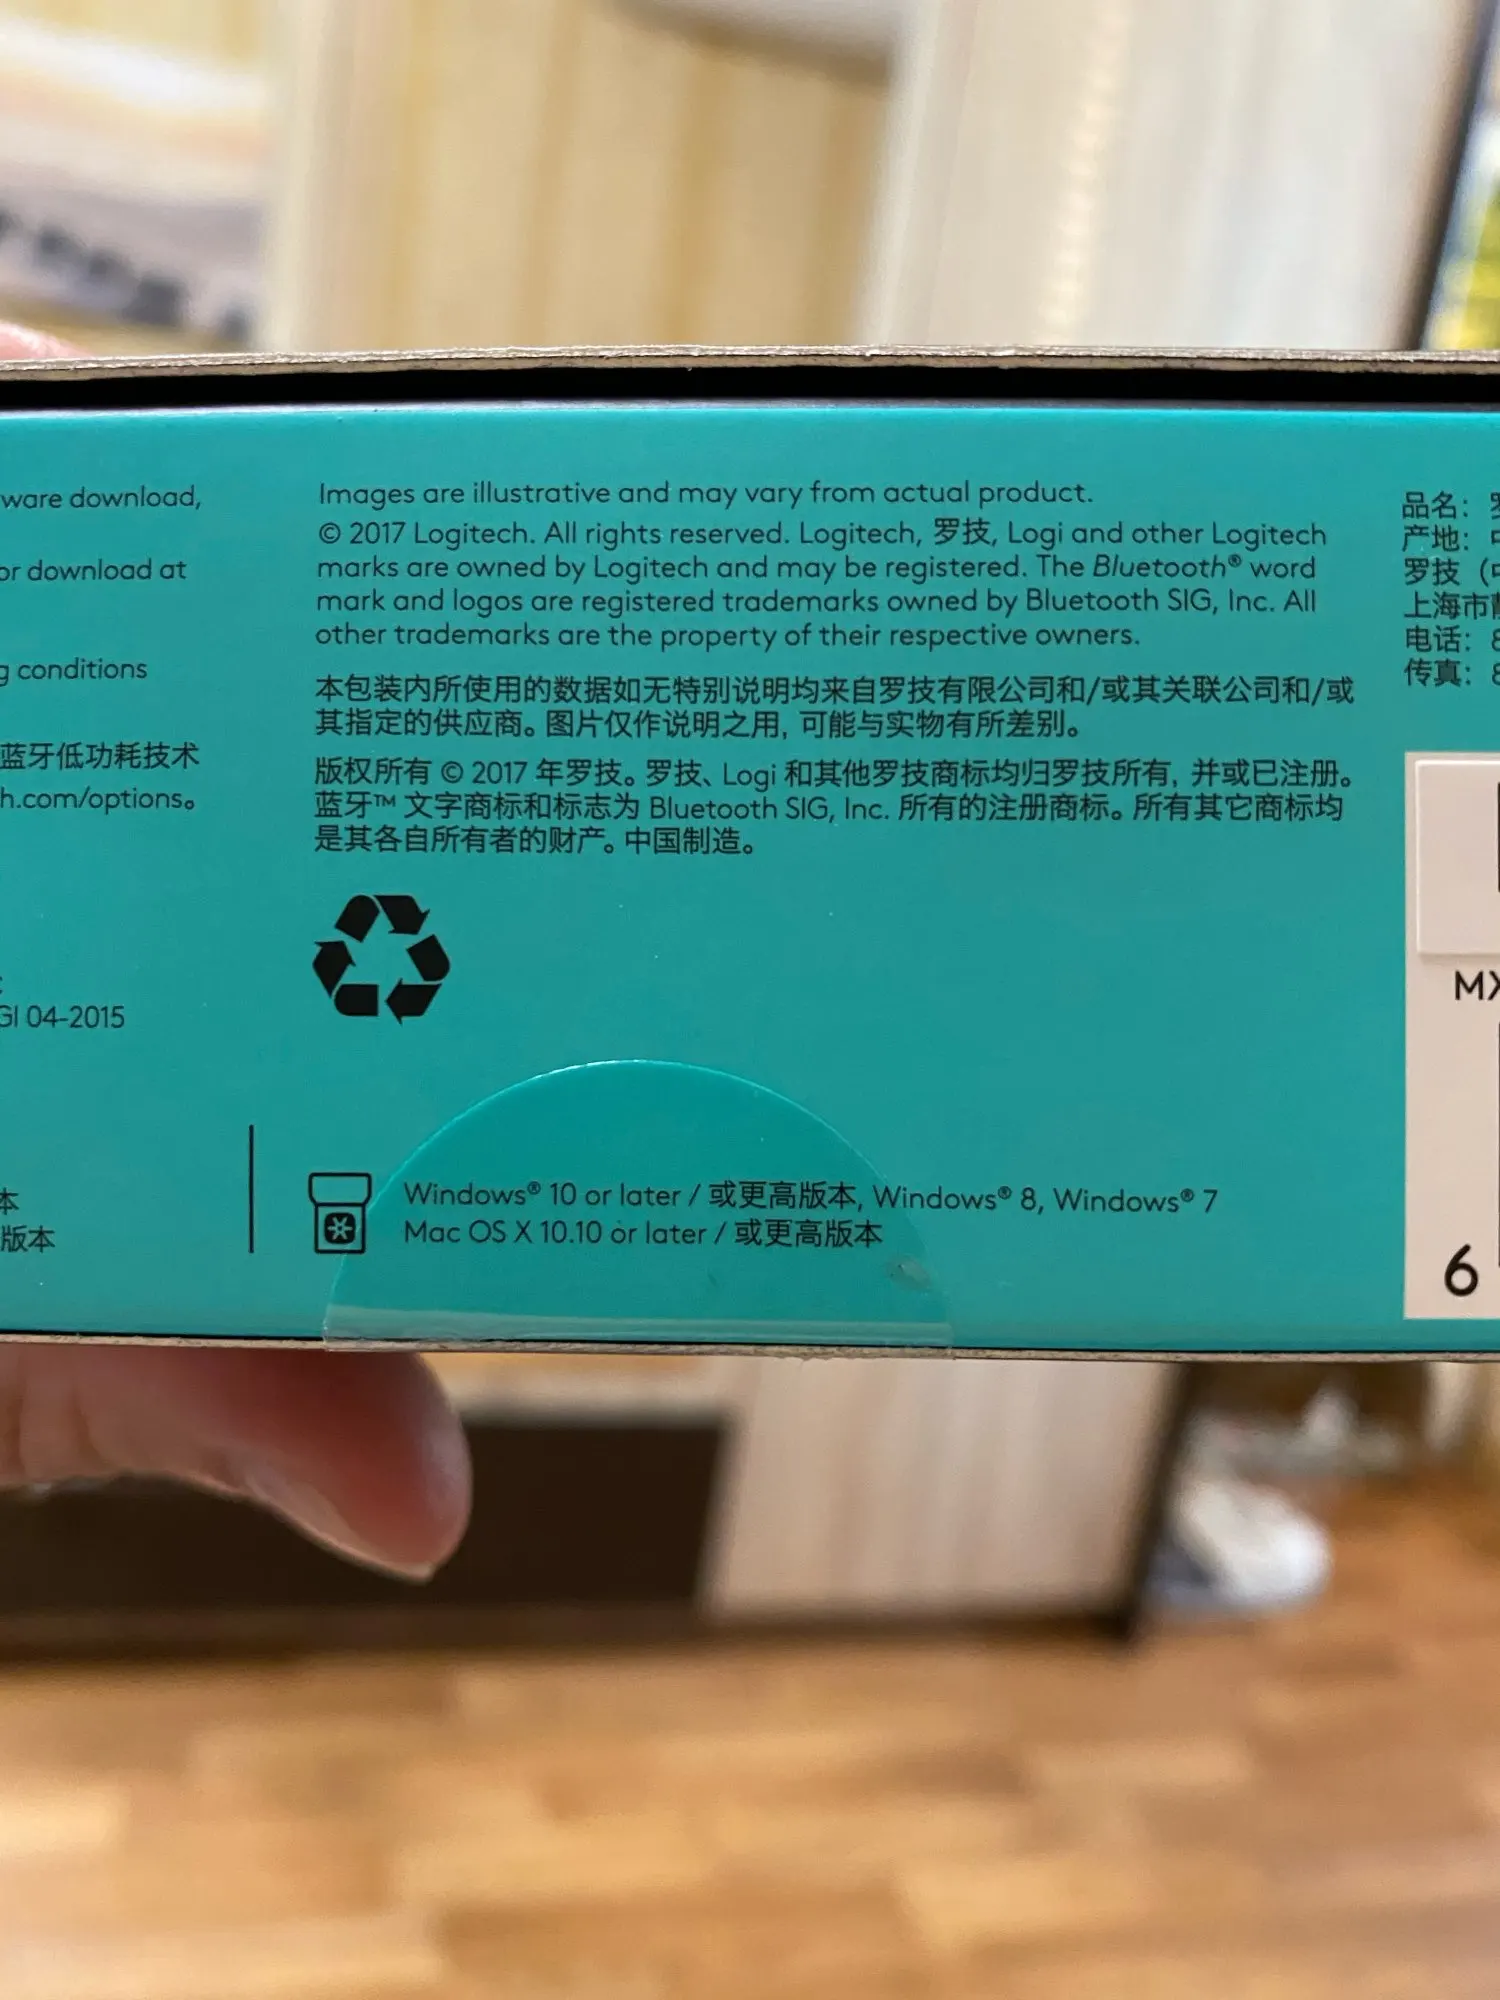 ware download,
or download at
g conditions
蓝牙低功耗技术
h.com/options。
GI 04-2015
本
版本
Images are illustrative and may vary from actual product.
© 2017 Logitech. All rights reserved. Logitech, 罗技, Logi and other Logitech
marks are owned by Logitech and may be registered. The Bluetooth® word
mark and logos are registered trademarks owned by Bluetooth SIG, Inc. All
other trademarks are the property of their respective owners.
本包装内所使用的数据如无特别说明均来自罗技有限公司和/或其关联公司和/或
其指定的供应商。图片仅作说明之用, 可能与实物有所差别。
版权所有 © 2017 年罗技。罗技、Logi 和其他罗技商标均归罗技所有, 并或已注册。
蓝牙™ 文字商标和标志为 Bluetooth SIG, Inc. 所有的注册商标。所有其它商标均
是其各自所有者的财产。中国制造。
Windows® 10 or later / 或更高版本, Windows® 8, Windows® 7
Mac OS X 10.10 or later / 或更高版本
品名:
产地:
罗技 (
上海市
电话: 8
传真: 8
MX
6